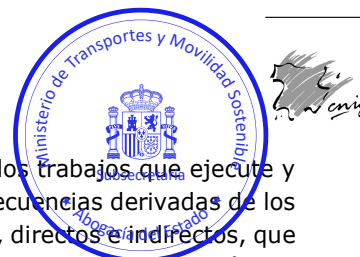 Ministerio de Transportes y Movilidad Sostenible
Subsecretaría
Abogacía del Estado
cnig
los trabajos que ejecute y
ecuencias derivadas de los
, directos e indirectos, que